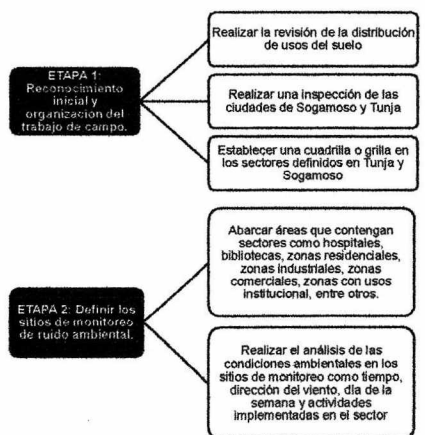 Realizar la revisión de la distribución
de usos del suelo
ETAPA 1:
Reconocimiento
inicial y
organización del
trabajo de campo.
Realizar una inspección de las
ciudades de Sogamoso y Tunja
Establecer una cuadrilla o grilla en
los sectores definidos en Tunja y
Sogamoso
Abarcar áreas que contengan
sectores como hospitales,
bibliotecas, zonas residenciales,
zonas industriales, zonas
comerciales, zonas con usos
institucional, entre otros.
ETAPA 2: Definir los
sitios de monitoreo
de ruido ambiental.
Realizar el análisis de las
condiciones ambientales en los
sitios de monitoreo como tiempo,
dirección del viento, día de la
semana y actividades
implementadas en el sector